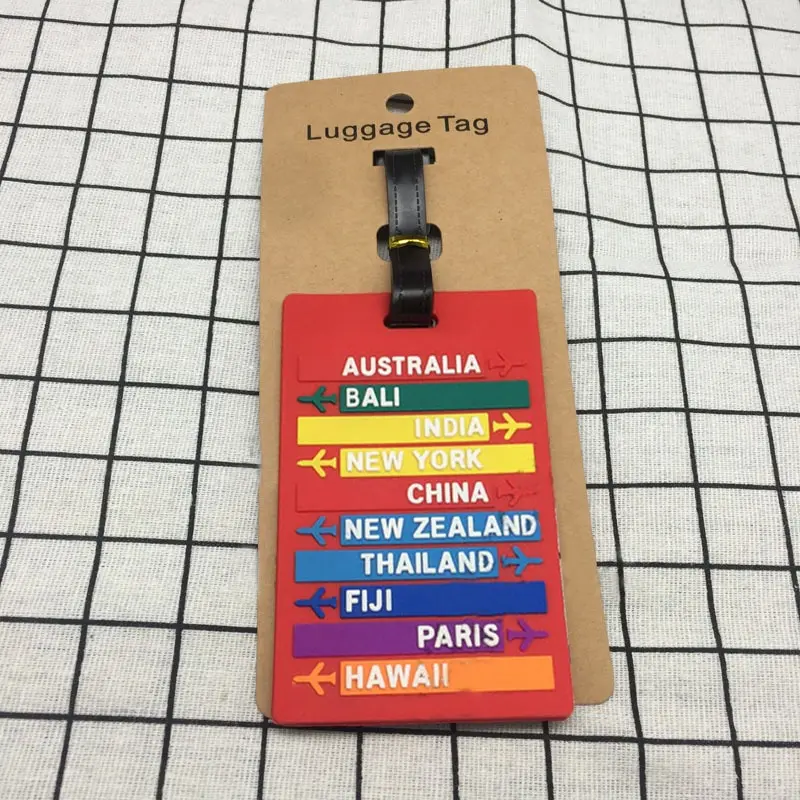 Luggage Tag
AUSTRALIA
BALI
INDIA
NEW YORK
CHINA
NEW ZEALAND
THAILAND
FIJI
PARIS
HAWAII